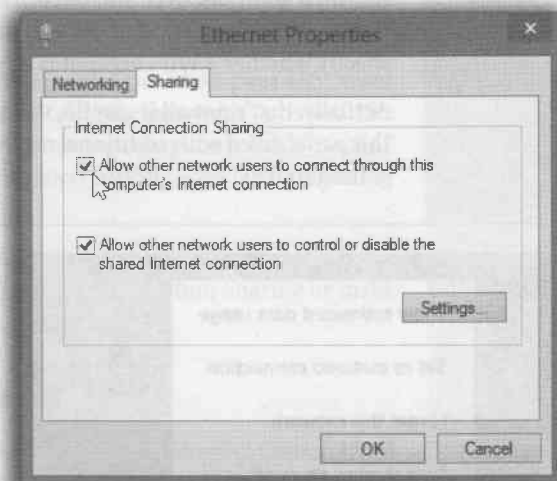 Ethernet Properties
Networking Sharing
Internet Connection Sharing
Allow other network users to connect through this
computer's Internet connection
Allow other network users to control or disable the
shared Internet connection
Settings...
OK Cancel